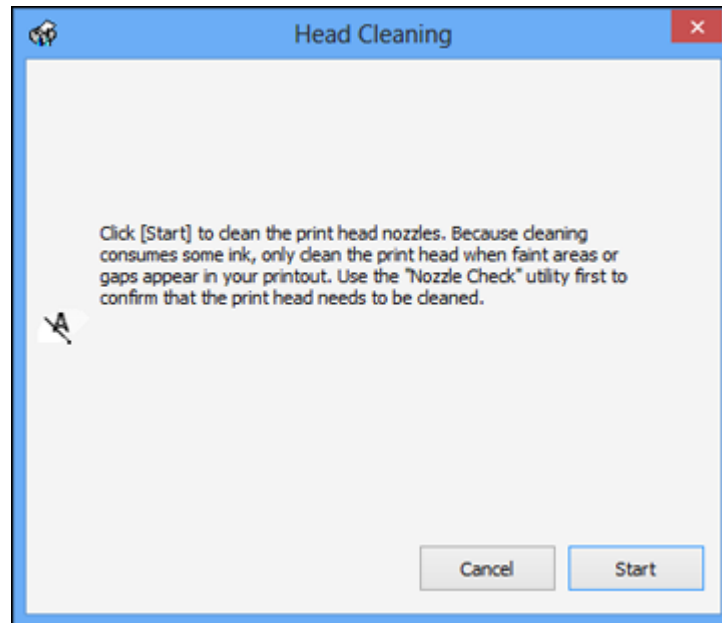 Head Cleaning
Click [Start] to clean the print head nozzles. Because cleaning
consumes some ink, only clean the print head when faint areas or
gaps appear in your printout. Use the "Nozzle Check" utility first to
confirm that the print head needs to be cleaned.
A
Cancel
Start